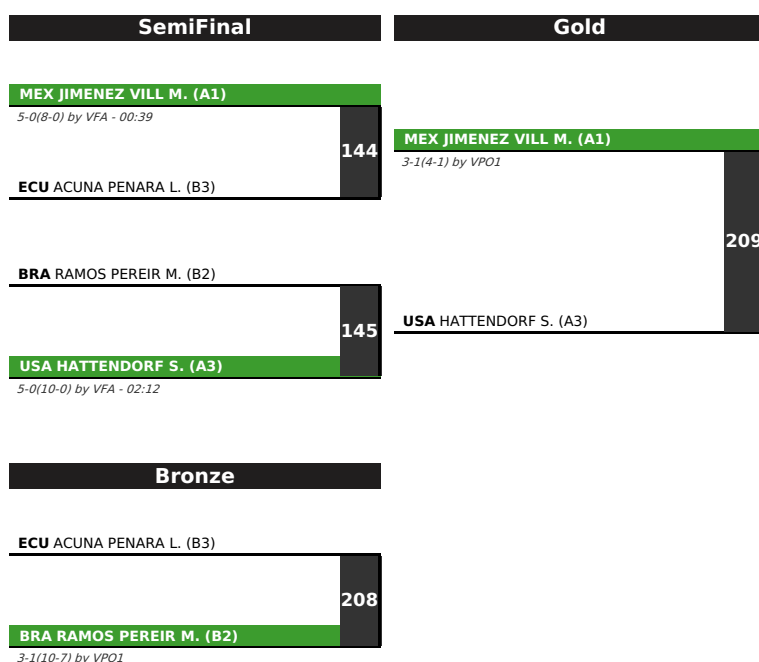 SemiFinal
MEX JIMENEZ VILL M. (A1)
5-0(8-0) by VFA - 00:39
144
ECU ACUNA PENARA L. (B3)
BRA RAMOS PEREIR M. (B2)
145
USA HATTENDORF S. (A3)
5-0(10-0) by VFA - 02:12
Gold
MEX JIMENEZ VILL M. (A1)
3-1(4-1) by VPO1
209
USA HATTENDORF S. (A3)
Bronze
ECU ACUNA PENARA L. (B3)
208
BRA RAMOS PEREIR M. (B2)
3-1(10-7) by VPO1